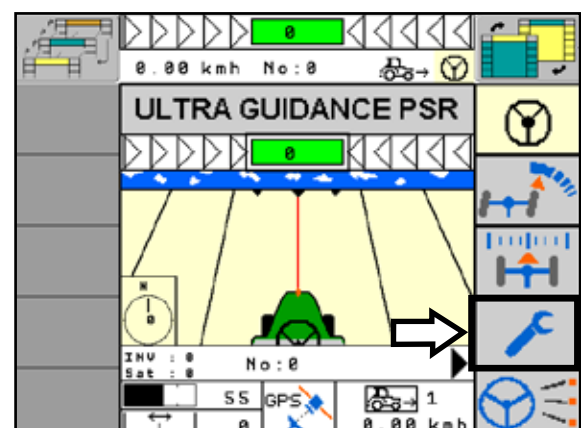 0
0.00 kmh No:0
ULTRA GUIDANCE PSR
0
N
0
INV : 0
Sat : 0
No:0
55 GPS 1
0 0.00 kmh